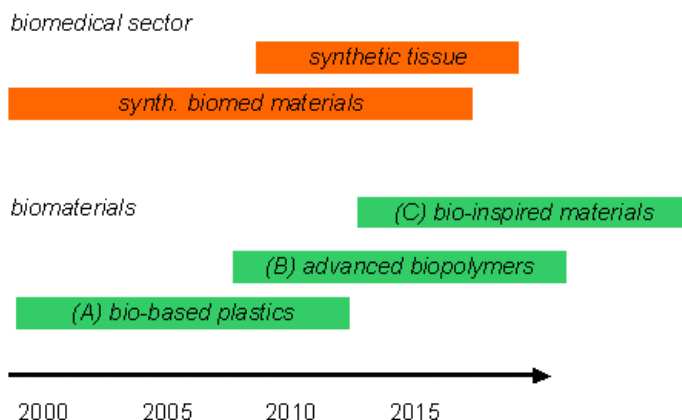 biomedical sector
synthetic tissue
synth. biomed materials
biomaterials
(C) bio-inspired materials
(B) advanced biopolymers
(A) bio-based plastics
2000 2005 2010 2015